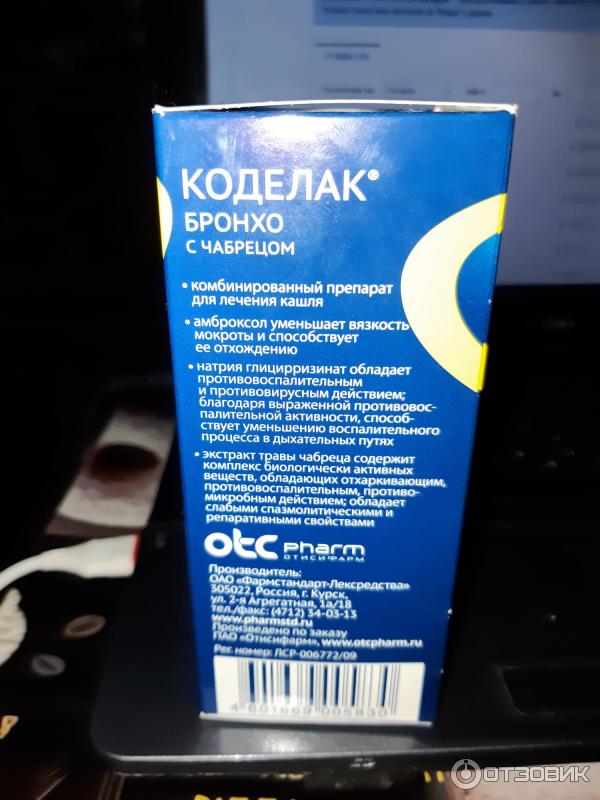 КОДЕЛАК®
БРОНХО
С ЧАБРЕЦОМ
• комбинированный препарат
для лечения кашля
• амброксол уменьшает вязкость
мокроты и способствует
ее отхождению
• натрия глицирризинат обладает
противовоспалительным
и противовирусным действием;
благодаря выраженной противовос-
палительной активности, способ-
ствует уменьшению воспалительного
процесса в дыхательных путях
• экстракт травы чабреца содержит
комплекс биологически активных
веществ, обладающих отхаркивающим,
противовоспалительным, противо-
микробным действием; обладает
слабыми спазмолитическими и
репаративными свойствами
otc pharm
ОТИСИФАРМ
Производитель:
ОАО «Фармстандарт-Лексредства»
305022, Россия, г. Курск,
ул. 2-я Агрегатная, 1а/18
тел./факс: (4712) 34-03-13
www.pharmstd.ru
Произведено по заказу
ПАО «Отисифарм», www.otcpharm.ru
Рег. номер: ЛСР-006772/09
4 601669 005830
ОТЗОВИК